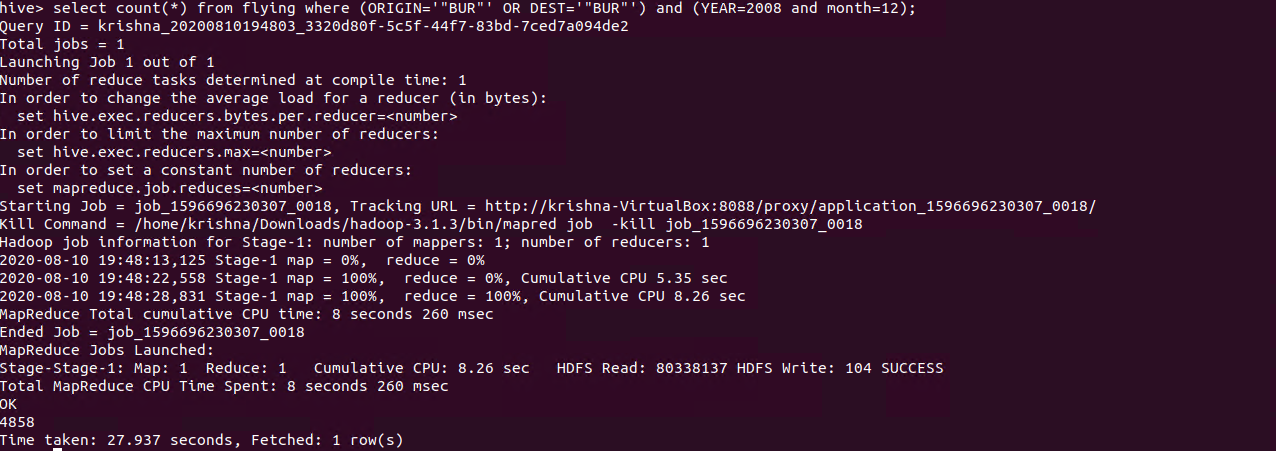 hive> select count(*) from flying where (ORIGIN='"BUR"' OR DEST='"BUR"') and (YEAR=2008 and month=12);
Query ID = krishna_20200810194803_3320d80f-5c5f-44f7-83bd-7ced7a094de2
Total jobs = 1
Launching Job 1 out of 1
Number of reduce tasks determined at compile time: 1
In order to change the average load for a reducer (in bytes):
  set hive.exec.reducers.bytes.per.reducer=<number>
In order to limit the maximum number of reducers:
  set hive.exec.reducers.max=<number>
In order to set a constant number of reducers:
  set mapreduce.job.reduces=<number>
Starting Job = job_1596696230307_0018, Tracking URL = http://krishna-VirtualBox:8088/proxy/application_1596696230307_0018/
Kill Command = /home/krishna/Downloads/hadoop-3.1.3/bin/mapred job  -kill job_1596696230307_0018
Hadoop job information for Stage-1: number of mappers: 1; number of reducers: 1
2020-08-10 19:48:13,125 Stage-1 map = 0%,  reduce = 0%
2020-08-10 19:48:22,558 Stage-1 map = 100%,  reduce = 0%, Cumulative CPU 5.35 sec
2020-08-10 19:48:28,831 Stage-1 map = 100%,  reduce = 100%, Cumulative CPU 8.26 sec
MapReduce Total cumulative CPU time: 8 seconds 260 msec
Ended Job = job_1596696230307_0018
MapReduce Jobs Launched:
Stage-Stage-1: Map: 1  Reduce: 1   Cumulative CPU: 8.26 sec   HDFS Read: 80338137 HDFS Write: 104 SUCCESS
Total MapReduce CPU Time Spent: 8 seconds 260 msec
OK
4858
Time taken: 27.937 seconds, Fetched: 1 row(s)